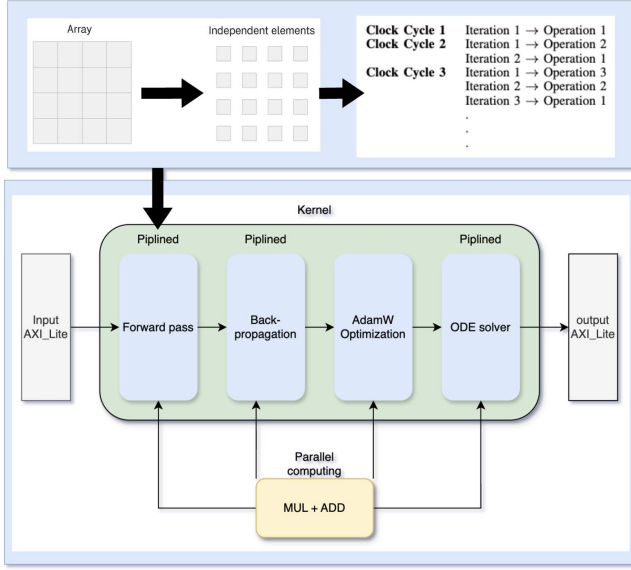 Array
Independent elements
Clock Cycle 1 Iteration 1 → Operation 1
Clock Cycle 2 Iteration 1 → Operation 2
Iteration 2 → Operation 1
Clock Cycle 3 Iteration 1 → Operation 3
Iteration 2 → Operation 2
Iteration 3 → Operation 1
.
.
.
Kernel
Piplined
Piplined
Piplined
Input
AXI_Lite
Forward pass
Back-
propagation
AdamW
Optimization
ODE solver
output
AXI_Lite
Parallel
computing
MUL + ADD